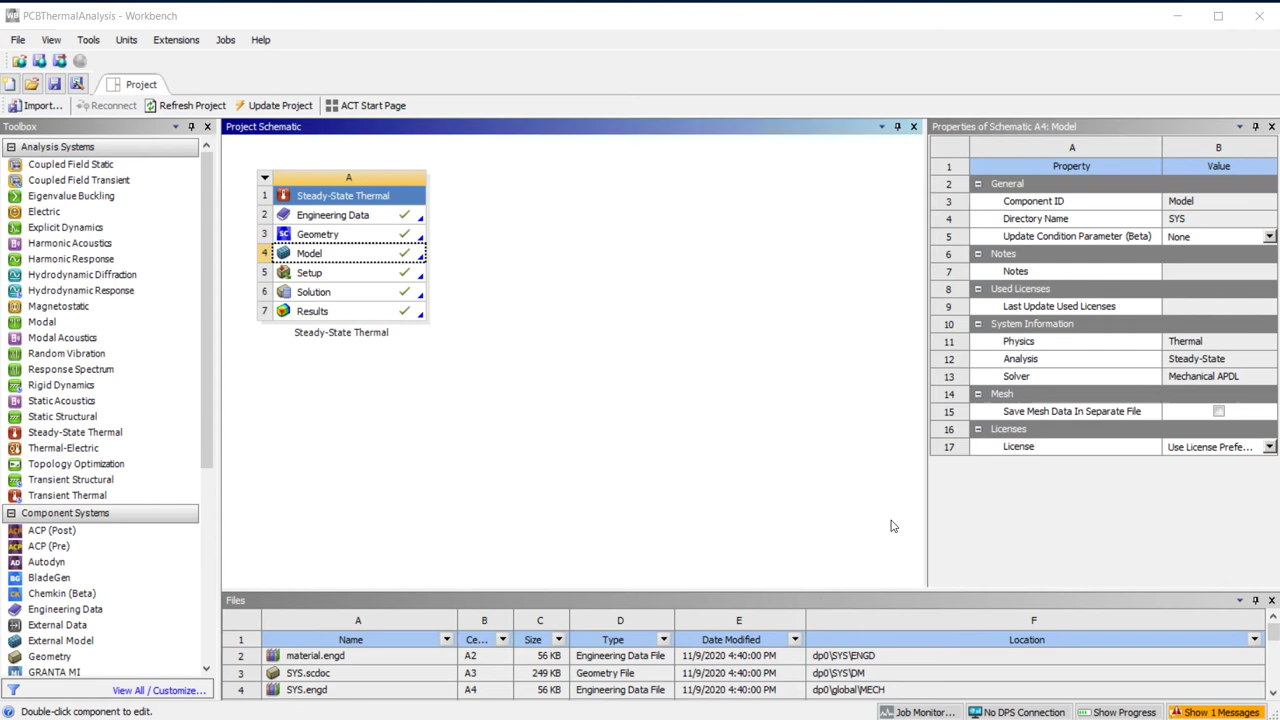 PCBThermalAnalysis - Workbench
File View Tools Units Extensions Jobs Help
Project
Import... Reconnect Refresh Project Update Project ACT Start Page
Toolbox
Analysis Systems
Coupled Field Static
Coupled Field Transient
Eigenvalue Buckling
Electric
Explicit Dynamics
Harmonic Acoustics
Harmonic Response
Hydrodynamic Diffraction
Hydrodynamic Response
Magnetostatic
Modal
Modal Acoustics
Random Vibration
Response Spectrum
Rigid Dynamics
Static Acoustics
Static Structural
Steady-State Thermal
Thermal-Electric
Topology Optimization
Transient Structural
Transient Thermal
Component Systems
ACP (Post)
ACP (Pre)
Autodyn
BladeGen
Chemkin (Beta)
Engineering Data
External Data
External Model
Geometry
GRANTA MI
View All / Customize...
Project Schematic
A
1 Steady-State Thermal
2 Engineering Data
3 Geometry
4 Model
5 Setup
6 Solution
7 Results
Steady-State Thermal
Properties of Schematic A4: Model
A B
1 Property Value
2 General
3 Component ID Model
4 Directory Name SYS
5 Update Condition Parameter (Beta) None
6 Notes
7 Notes
8 Used Licenses
9 Last Update Used Licenses
10 System Information
11 Physics Thermal
12 Analysis Steady-State
13 Solver Mechanical APDL
14 Mesh
15 Save Mesh Data In Separate File
16 Licenses
17 License Use License Prefe...
Files
A B C D E F
1 Name Ce... Size Type Date Modified Location
2 material.engd A2 56 KB Engineering Data File 11/9/2020 4:40:00 PM dp0\SYS\ENGD
3 SYS.scdoc A3 249 KB Geometry File 11/9/2020 4:40:00 PM dp0\SYS\DM
4 SYS.engd A4 56 KB Engineering Data File 11/9/2020 4:40:00 PM dp0\global\MECH
Double-click component to edit. Job Monitor... No DPS Connection Show Progress Show 1 Messages